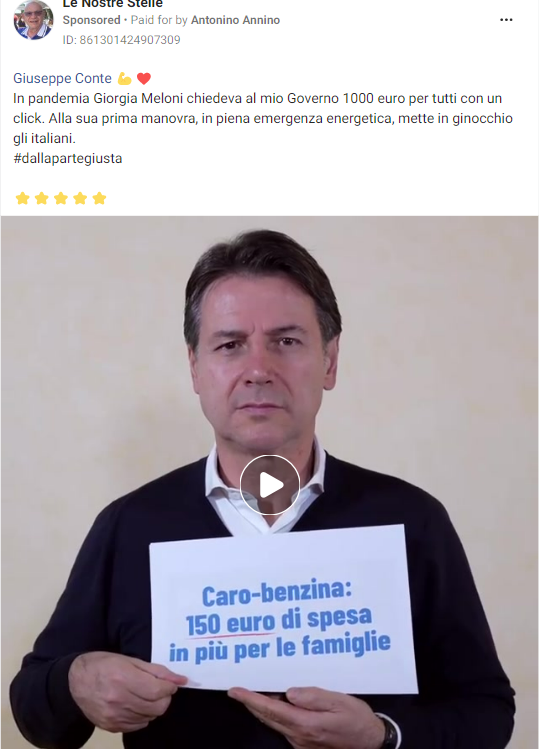 Le Nostre Stelle
Sponsored • Paid for by Antonino Annino
ID: 861301424907309
Giuseppe Conte 💪 ❤️
In pandemia Giorgia Meloni chiedeva al mio Governo 1000 euro per tutti con un
click. Alla sua prima manovra, in piena emergenza energetica, mette in ginocchio
gli italiani.
#dallapartegiusta
⭐⭐⭐⭐⭐
Caro-benzina:
150 euro di spesa
in più per le famiglie